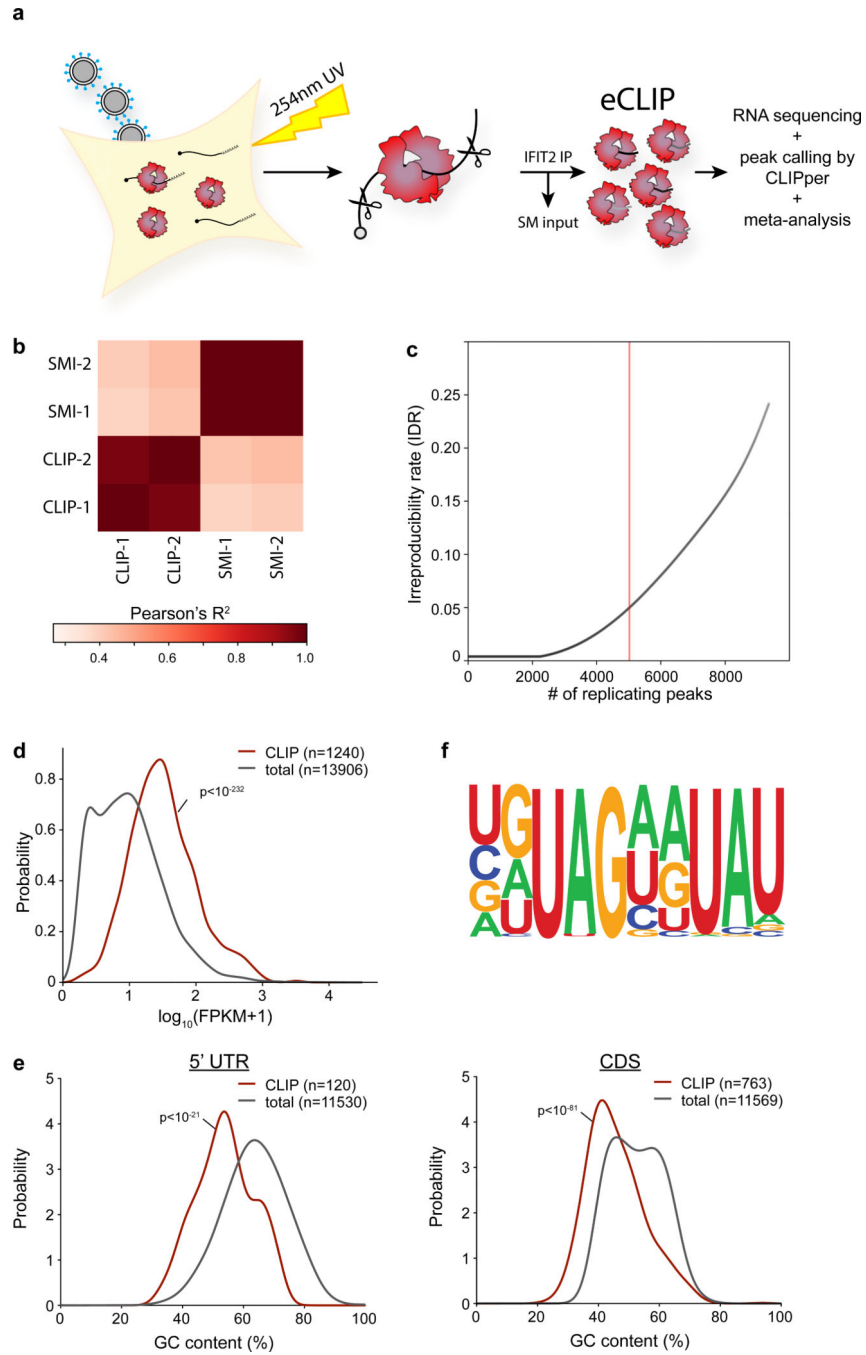 a
254nm UV
IFIT2 IP
SM input
eCLIP
RNA sequencing
+
peak calling by
CLIPper
+
meta-analysis
b
SMI-2
SMI-1
CLIP-2
CLIP-1
CLIP-1
CLIP-2
SMI-1
SMI-2
Pearson's R²
0.4
0.6
0.8
1.0
c
Irreproducibility rate (IDR)
0.25
0.20
0.15
0.10
0.05
0
0
2000
4000
6000
8000
# of replicating peaks
d
CLIP (n=1240)
total (n=13906)
p<10⁻²³²
Probability
0.8
0.6
0.4
0.2
0
0
1
2
3
4
log₁₀(FPKM+1)
f
UGUAGAAUAU
CAUGA
GUCUG
A
e
5' UTR
CLIP (n=120)
total (n=11530)
p<10⁻²¹
Probability
5
4
3
2
1
0
0
20
40
60
80
100
GC content (%)
CDS
CLIP (n=763)
total (n=11569)
p<10⁻⁸¹
Probability
5
4
3
2
1
0
0
20
40
60
80
100
GC content (%)